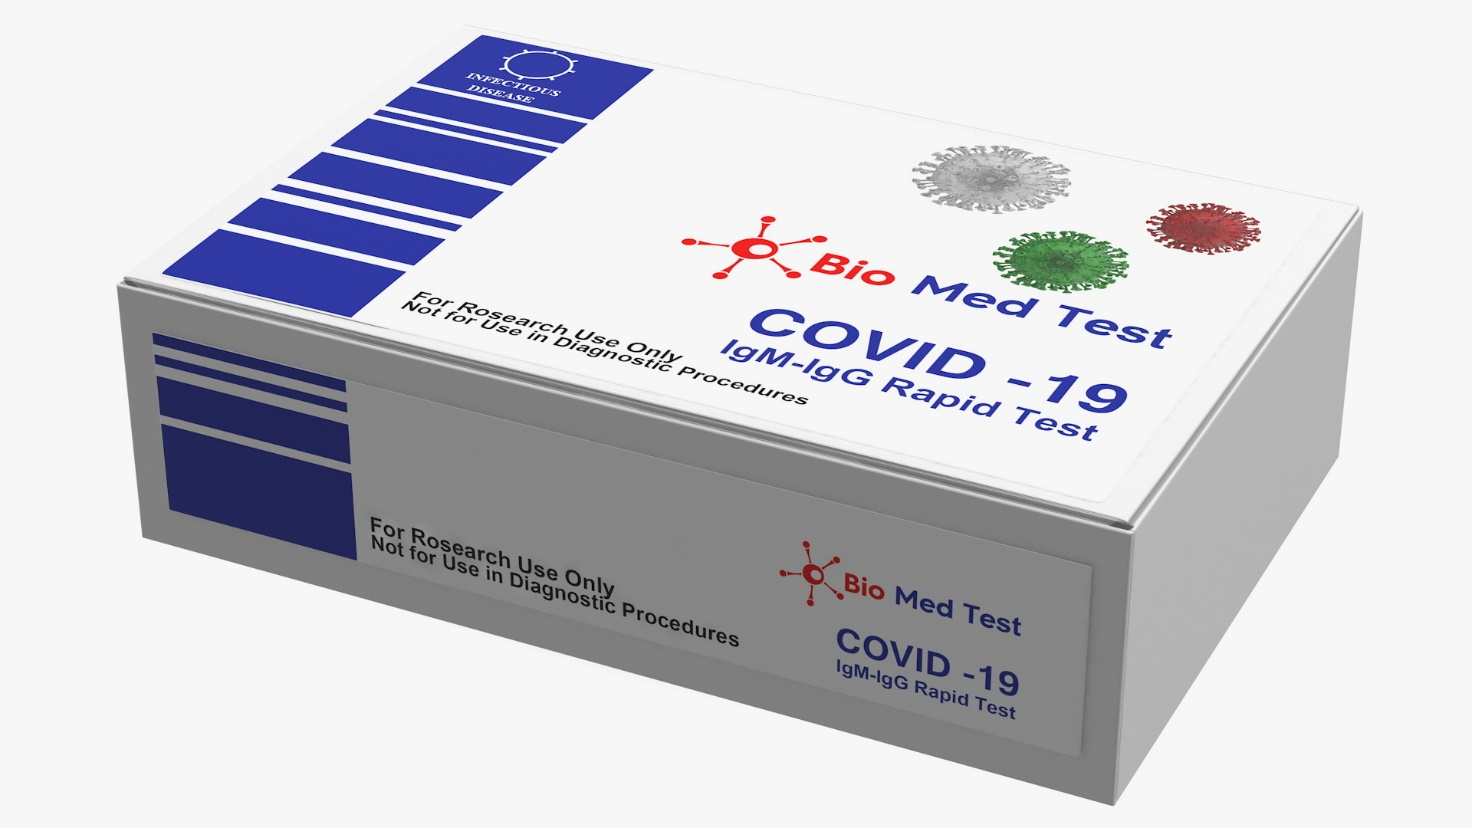 INFECTIOUS
DISEASE
Bio Med Test
COVID -19
IgM-IgG Rapid Test
For Rosearch Use Only
Not for Use in Diagnostic Procedures
For Rosearch Use Only
Not for Use in Diagnostic Procedures
Bio Med Test
COVID -19
IgM-IgG Rapid Test